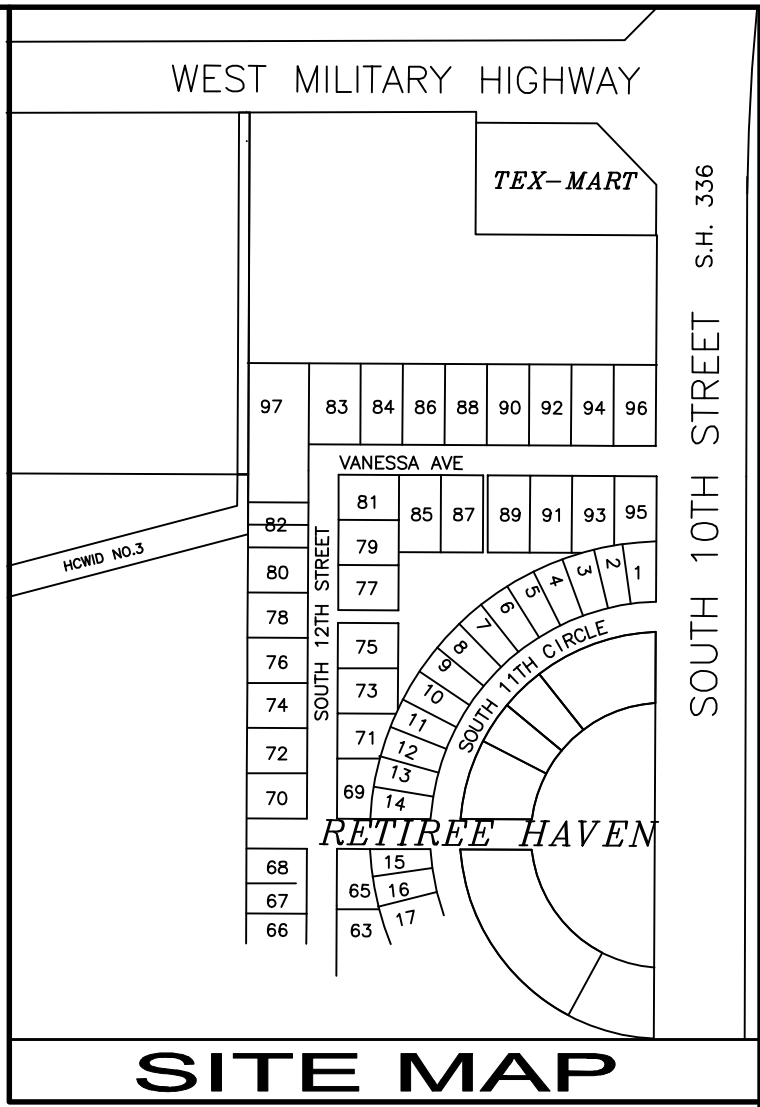 WEST MILITARY HIGHWAY
TEX-MART
S.H. 336
SOUTH 10TH STREET
97 83 84 86 88 90 92 94 96
VANESSA AVE
81
85 87 89 91 93 95
82
79
HCWID NO.3
80
77
1 2 3 4 5 6 7 8 9 10 11 12 13 14
SOUTH 12TH STREET
SOUTH 11TH CIRCLE
78
75
76
73
74
71
72
69
70
RETIREE HAVEN
68
65
15
16
17
67
66
63
SITE MAP